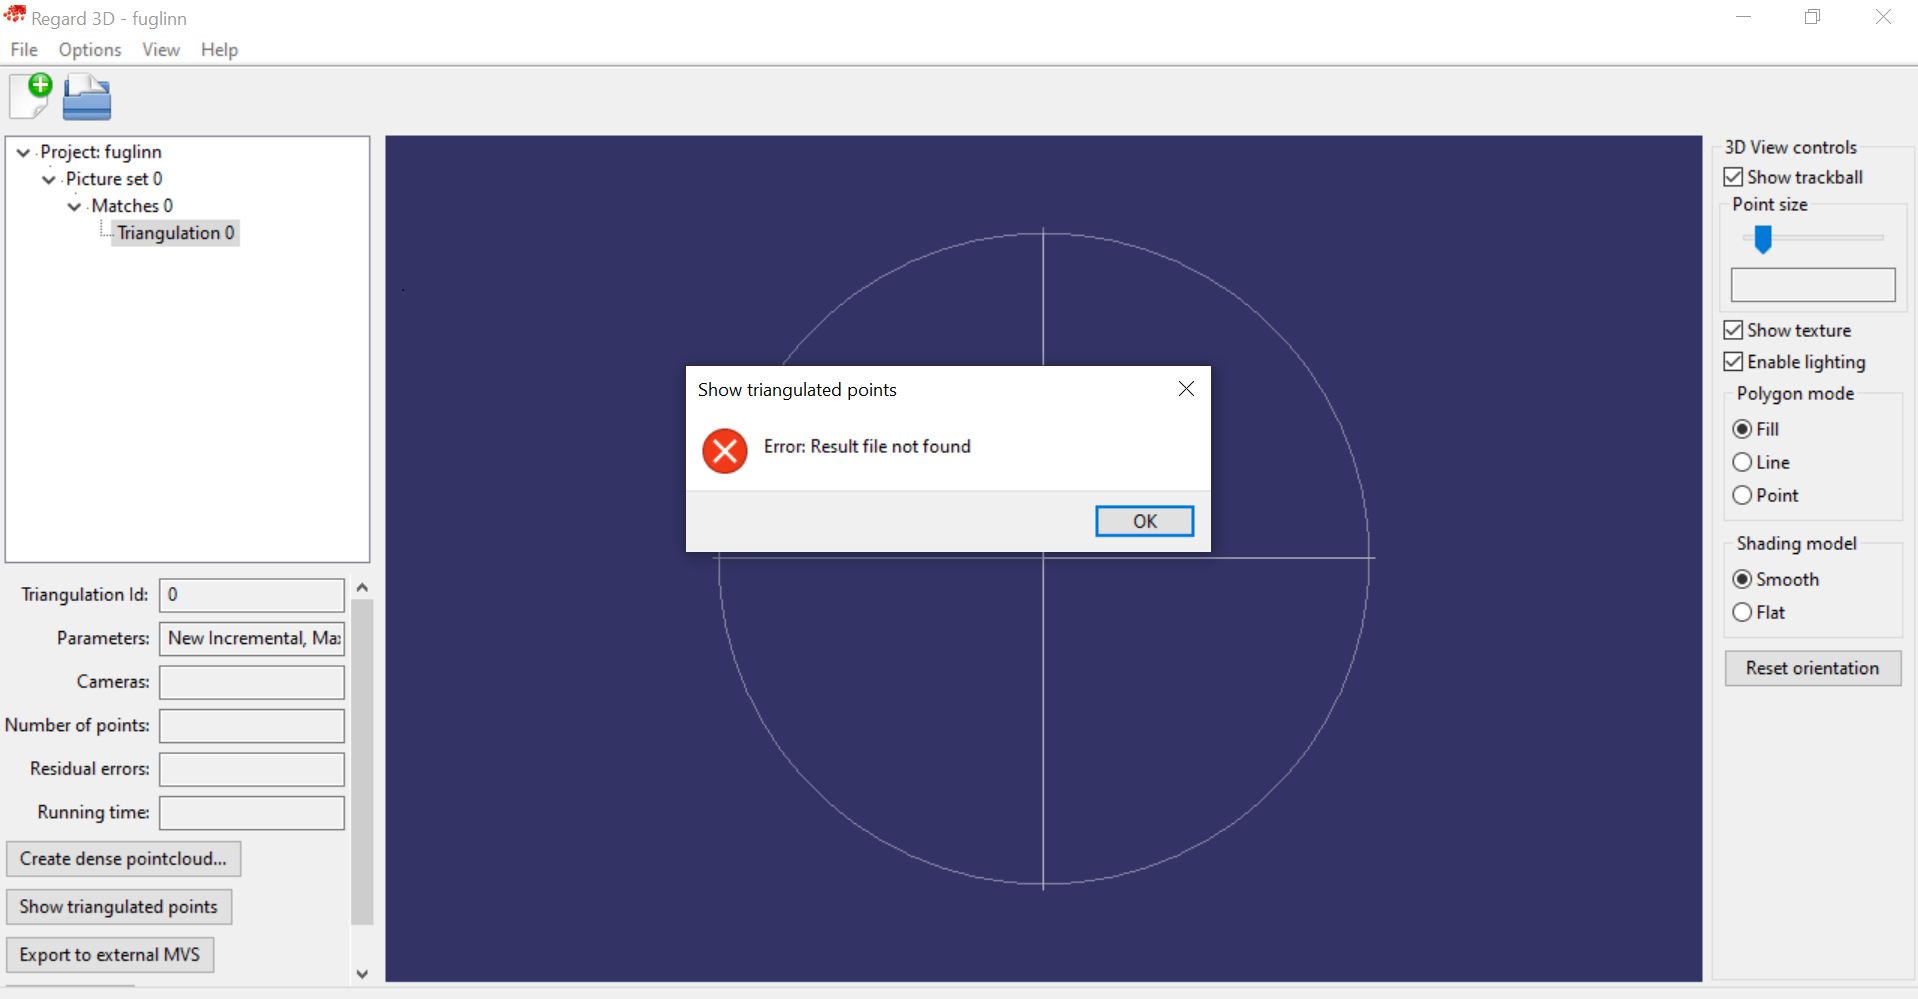 Regard 3D - fuglinn
File Options View Help
Project: fuglinn
Picture set 0
Matches 0
Triangulation 0
Triangulation Id: 0
Parameters: New Incremental, Ma
Cameras:
Number of points:
Residual errors:
Running time:
Create dense pointcloud...
Show triangulated points
Export to external MVS
Show triangulated points
Error: Result file not found
OK
3D View controls
Show trackball
Point size
Show texture
Enable lighting
Polygon mode
Fill
Line
Point
Shading model
Smooth
Flat
Reset orientation